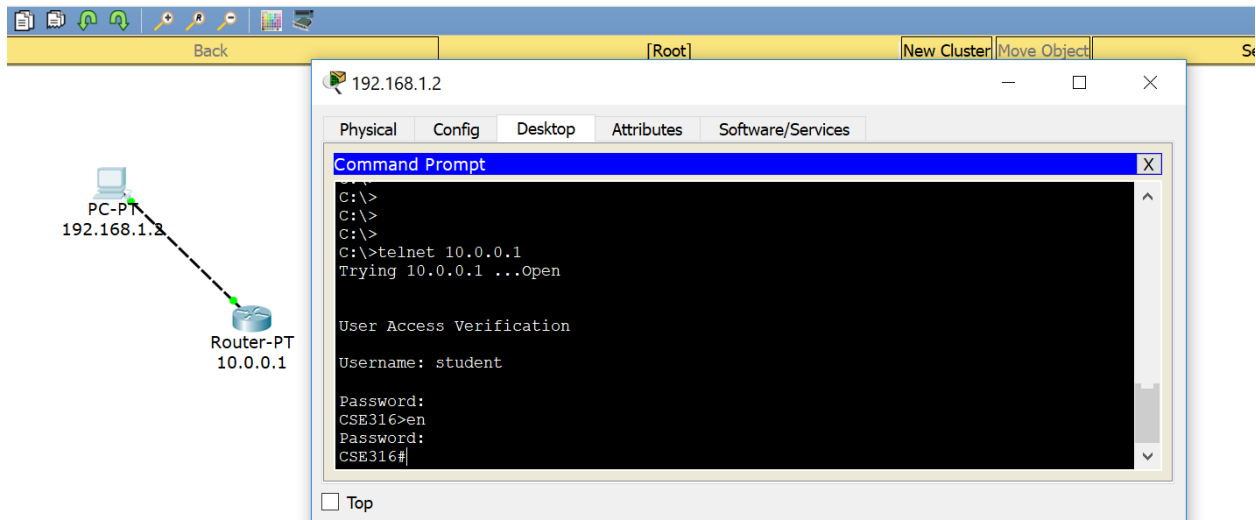 Back [Root] New Cluster Move Object
192.168.1.2
Physical Config Desktop Attributes Software/Services
Command Prompt X
C:\>
C:\>
C:\>
C:\>telnet 10.0.0.1
Trying 10.0.0.1 ...Open
User Access Verification
Username: student
Password:
CSE316>en
Password:
CSE316#
Top
PC-PT
192.168.1.2
Router-PT
10.0.0.1